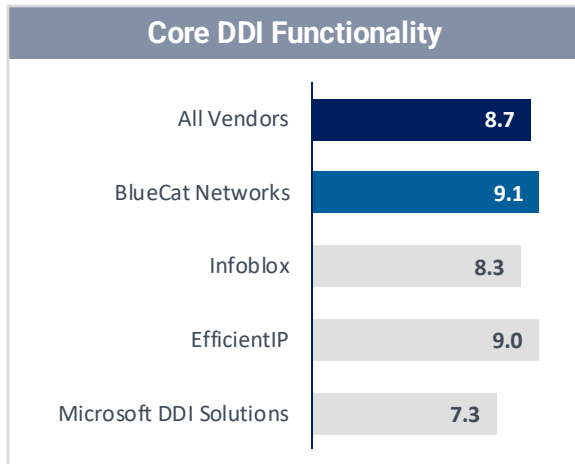 Core DDI Functionality
All Vendors 8.7
BlueCat Networks 9.1
Infoblox 8.3
EfficientIP 9.0
Microsoft DDI Solutions 7.3